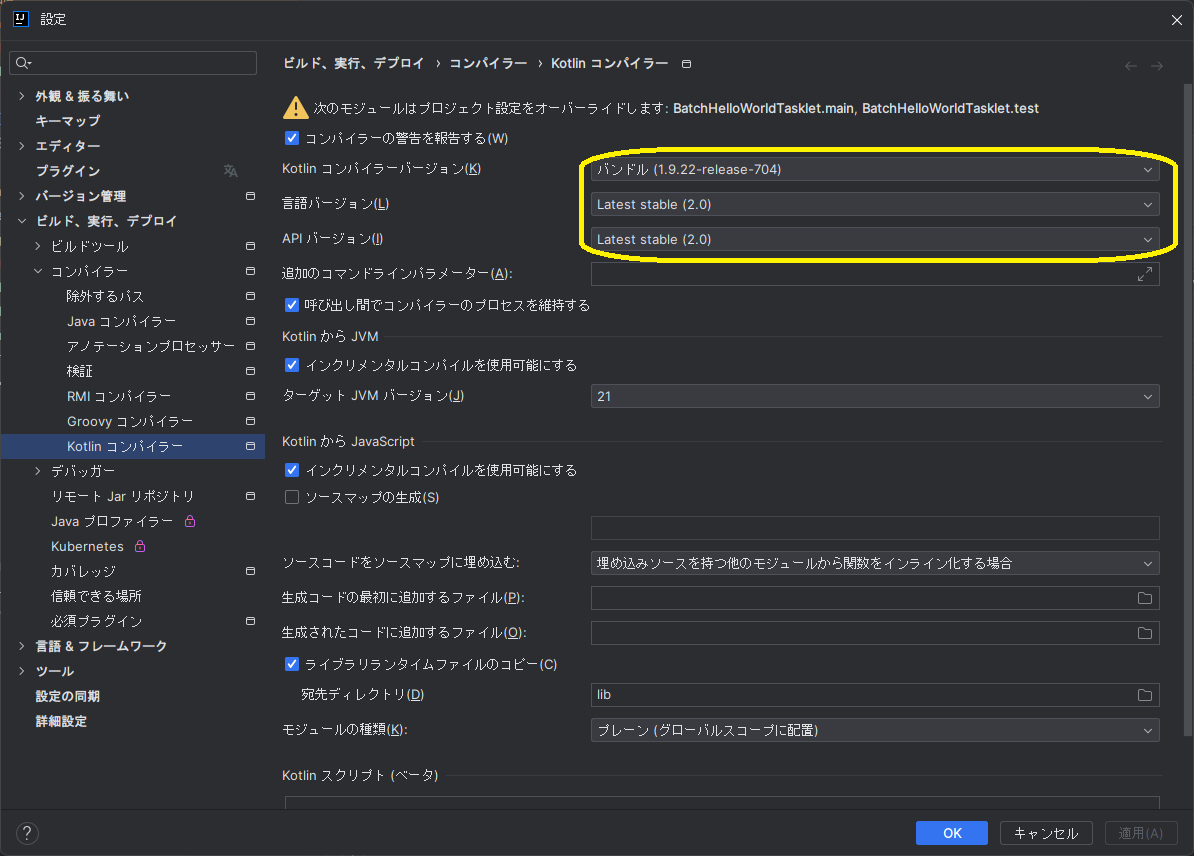 設定
外観 & 振る舞い
キーマップ
エディター
プラグイン
バージョン管理
ビルド、実行、デプロイ
ビルドツール
コンパイラー
除外するパス
Java コンパイラー
アノテーションプロセッサー
検証
RMI コンパイラー
Groovy コンパイラー
Kotlin コンパイラー
デバッガー
リモート Jar リポジトリ
Java プロファイラー
Kubernetes
カバレッジ
信頼できる場所
必須プラグイン
言語 & フレームワーク
ツール
設定の同期
詳細設定
ビルド、実行、デプロイ › コンパイラー › Kotlin コンパイラー
次のモジュールはプロジェクト設定をオーバーライドします: BatchHelloWorldTasklet.main, BatchHelloWorldTasklet.test
コンパイラーの警告を報告する(W)
Kotlin コンパイラーバージョン(K) バンドル (1.9.22-release-704)
言語バージョン(L) Latest stable (2.0)
API バージョン(I) Latest stable (2.0)
追加のコマンドラインパラメーター(A):
呼び出し間でコンパイラーのプロセスを維持する
Kotlin から JVM
インクリメンタルコンパイルを使用可能にする
ターゲット JVM バージョン(J) 21
Kotlin から JavaScript
インクリメンタルコンパイルを使用可能にする
ソースマップの生成(S)
ソースコードをソースマップに埋め込む: 埋め込みソースを持つ他のモジュールから関数をインライン化する場合
生成コードの最初に追加するファイル(P):
生成されたコードに追加するファイル(O):
ライブラリランタイムファイルのコピー(C)
宛先ディレクトリ(D) lib
モジュールの種類(K): プレーン (グローバルスコープに配置)
Kotlin スクリプト (ベータ)
? OK キャンセル 適用(A)